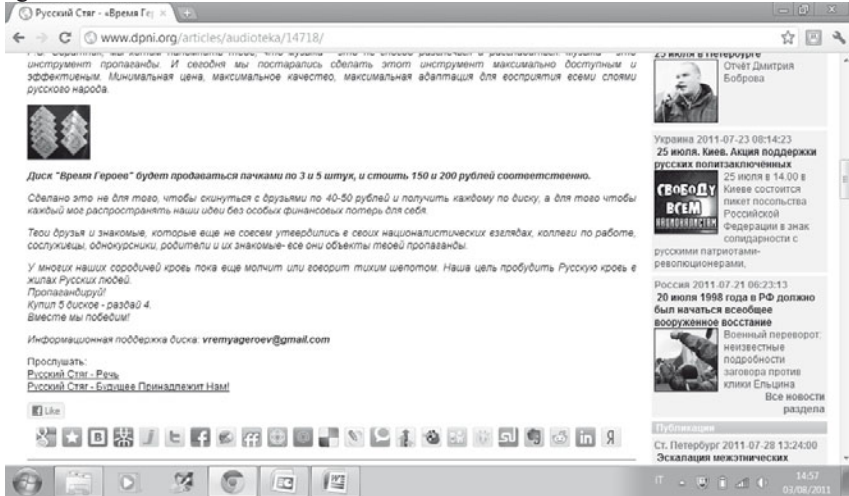 Русский Стяг - «Время Гер
www.dpni.org/articles/audioteka/14718/
инструмент пропаганды. И сегодня мы постарались сделать этот инструмент максимально доступным и
эффективным. Минимальная цена, максимальное качество, максимальная адаптация для восприятия всеми слоями
русского народа.
Диск "Время Героев" будет продаваться пачками по 3 и 5 штук, и стоить 150 и 200 рублей соответственно.
Сделано это не для того, чтобы скинуться с друзьями по 40-50 рублей и получить каждому по диску, а для того чтобы
каждый мог распространять наши идеи без особых финансовых потерь для себя.
Твои друзья и знакомые, которые еще не совсем утвердились в своих националистических взглядах, коллеги по работе,
сослуживцы, однокурсники, родители и их знакомые- все они объекты твоей пропаганды.
У многих наших сородичей кровь пока еще молчит или говорит тихим шепотом. Наша цель пробудить Русскую кровь в
жилах Русских людей.
Пропагандируй!
Купил 5 дисков - раздай 4.
Вместе мы победим!
Информационная поддержка диска: vremyageroev@gmail.com
Прослушать:
Русский Стяг - Речь
Русский Стяг - Будущее Принадлежит Нам!
Like
25 июля в Петербурге
Отчёт Дмитрия
Боброва
Украина 2011-07-23 08:14:23
25 июля. Киев. Акция поддержки
русских политзаключённых
СВОБОДУ
ВСЕМ
НАЦИОНАЛИСТАМ
25 июля в 14.00 в
Киеве состоится
пикет посольства
Российской
Федерации в знак
солидарности с
русскими патриотами-
революционерами,
Россия 2011-07-21 06:23:13
20 июля 1998 года в РФ должно
был начаться всеобщее
вооруженное восстание
Военный переворот:
неизвестные
подробности
заговора против
клики Ельцина
Все новости
раздела
Публикации
Ст. Петербург 2011-07-28 13:24:00
Эскалация межэтнических
IT
14:57
03/08/2011